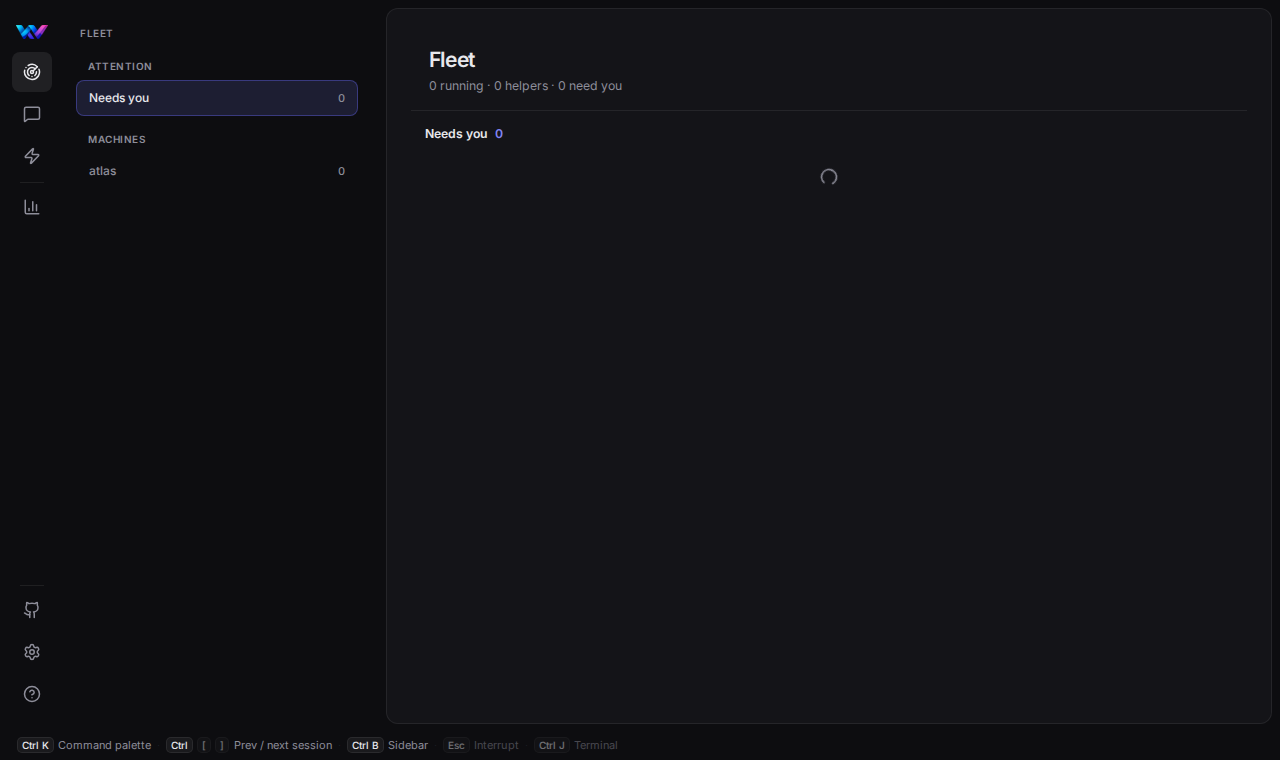 FLEET
ATTENTION
Needs you 0
MACHINES
atlas 0
Fleet
0 running · 0 helpers · 0 need you
Needs you 0
Ctrl K Command palette Ctrl [ ] Prev / next session Ctrl B Sidebar Esc Interrupt Ctrl J Terminal